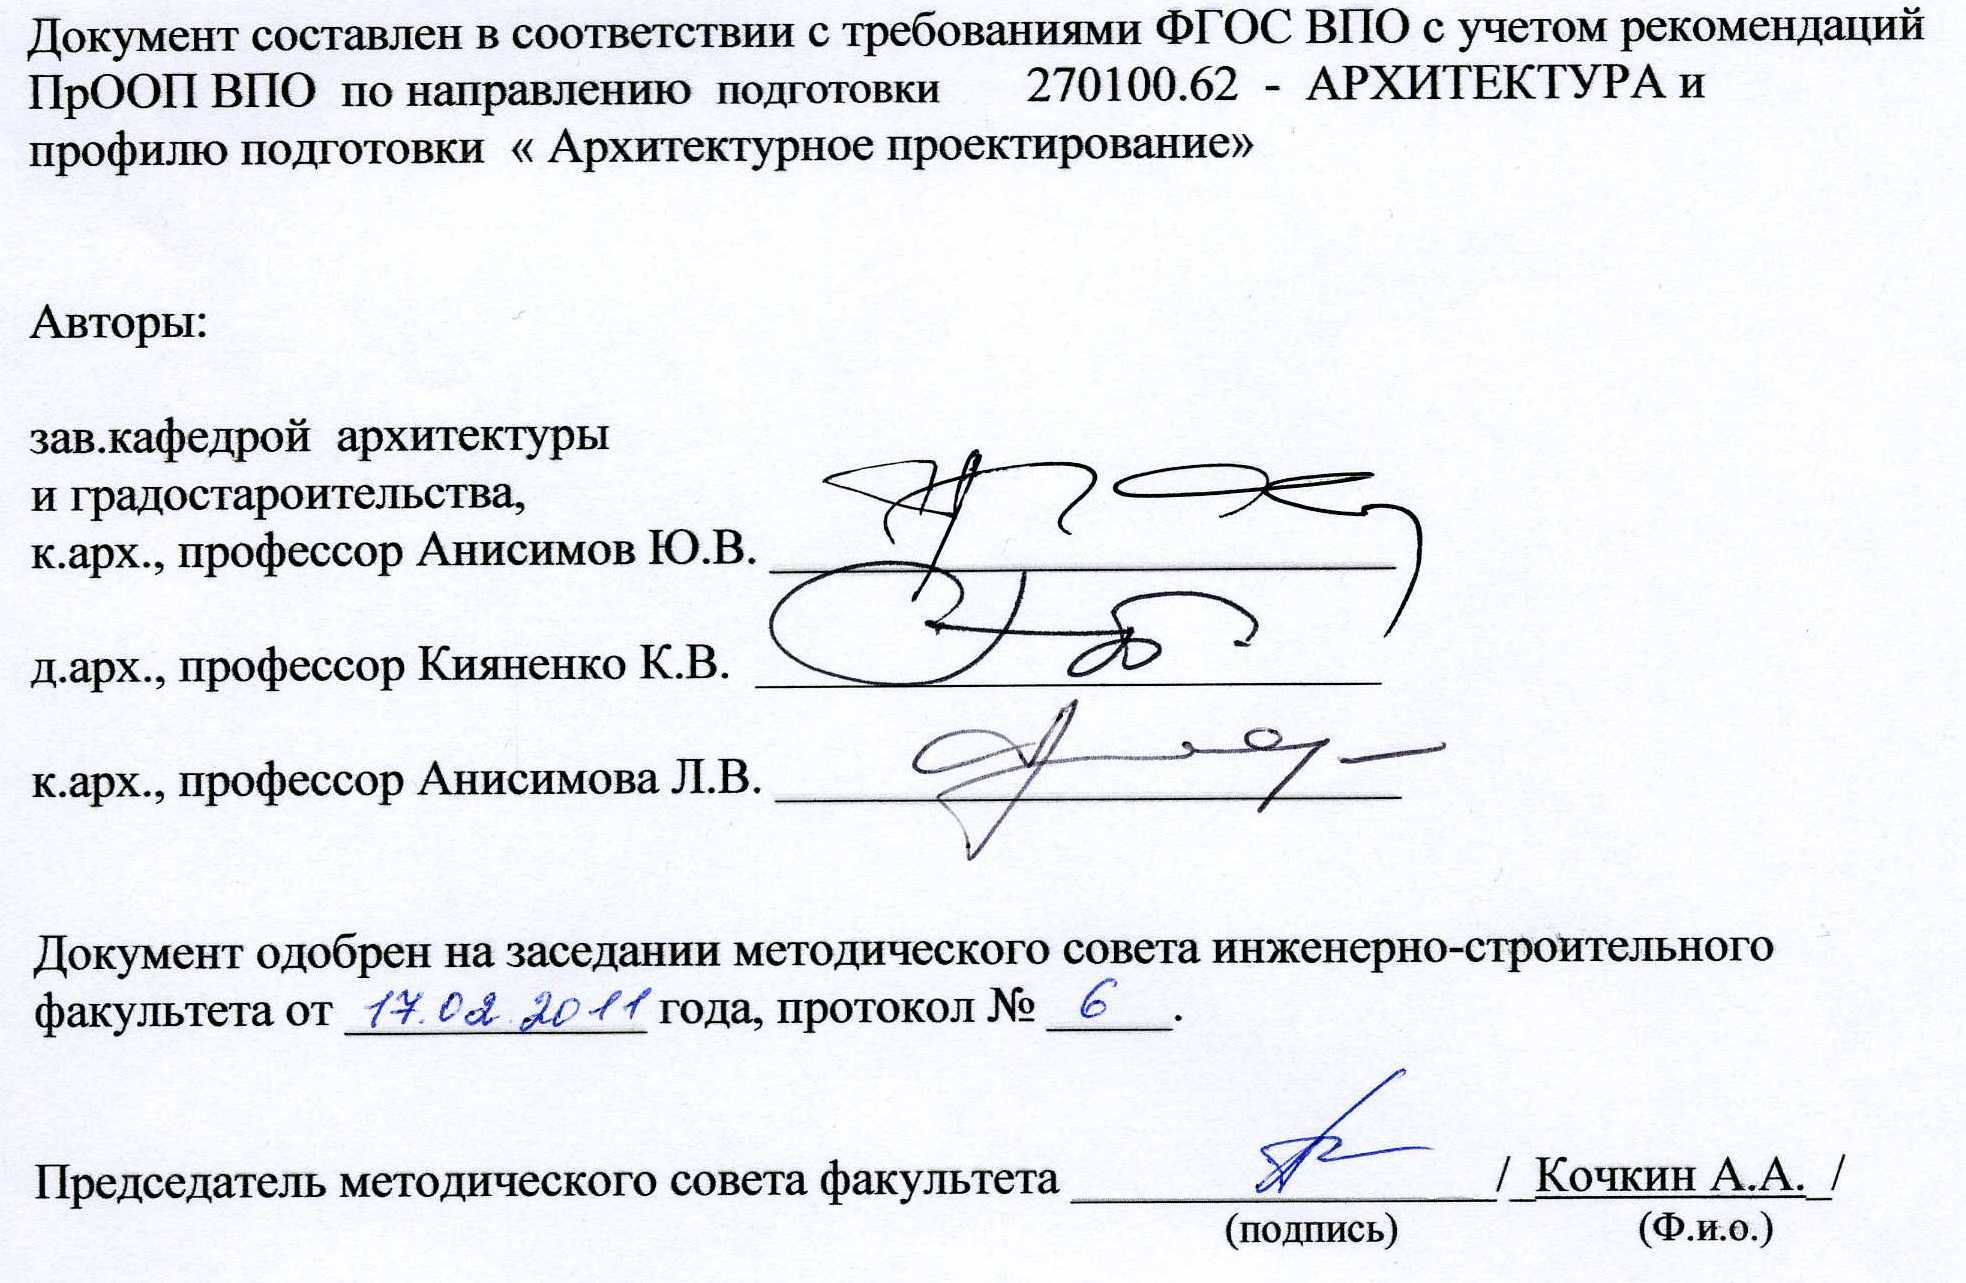 Документ составлен в соответствии с требованиями ФГОС ВПО с учетом рекомендаций
ПрООП ВПО по направлению подготовки 270100.62 - АРХИТЕКТУРА и
профилю подготовки « Архитектурное проектирование»
Авторы:
зав.кафедрой архитектуры
и градостароительства,
к.арх., профессор Анисимов Ю.В.
д.арх., профессор Кияненко К.В.
к.арх., профессор Анисимова Л.В.
Документ одобрен на заседании методического совета инженерно-строительного
факультета от 17.02.2011 года, протокол № 6.
Председатель методического совета факультета ________________/_Кочкин А.А._/
(подпись) (Ф.и.о.)